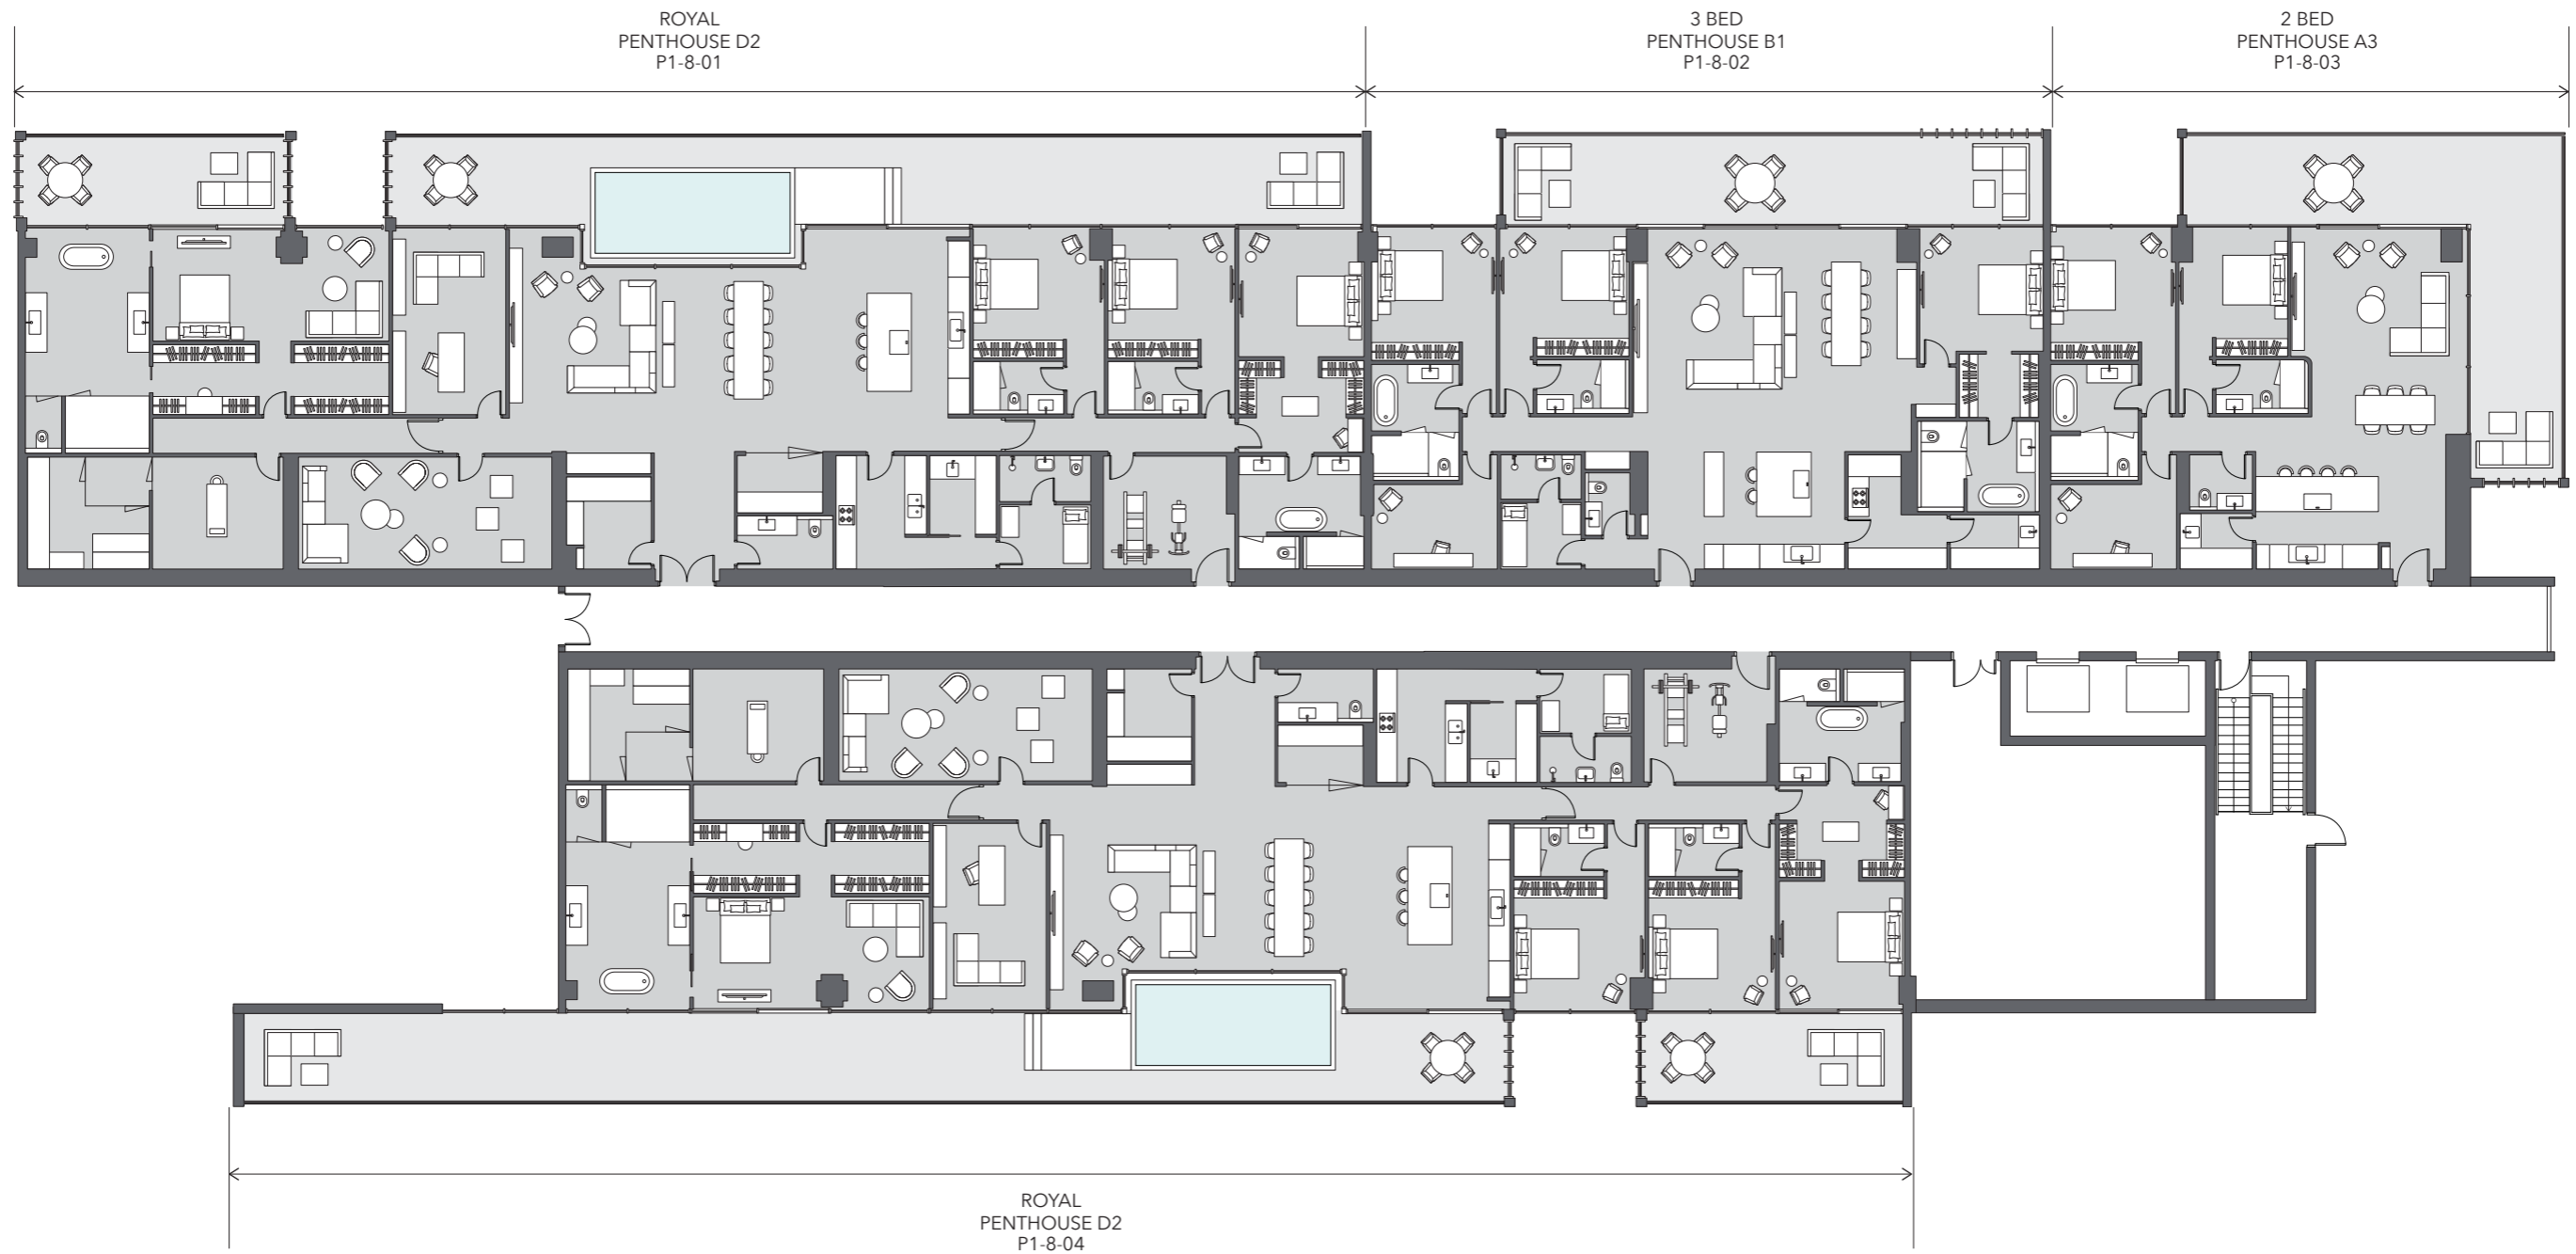 ROYAL
PENTHOUSE D2
P1-8-01
3 BED
PENTHOUSE B1
P1-8-02
2 BED
PENTHOUSE A3
P1-8-03
ROYAL
PENTHOUSE D2
P1-8-04